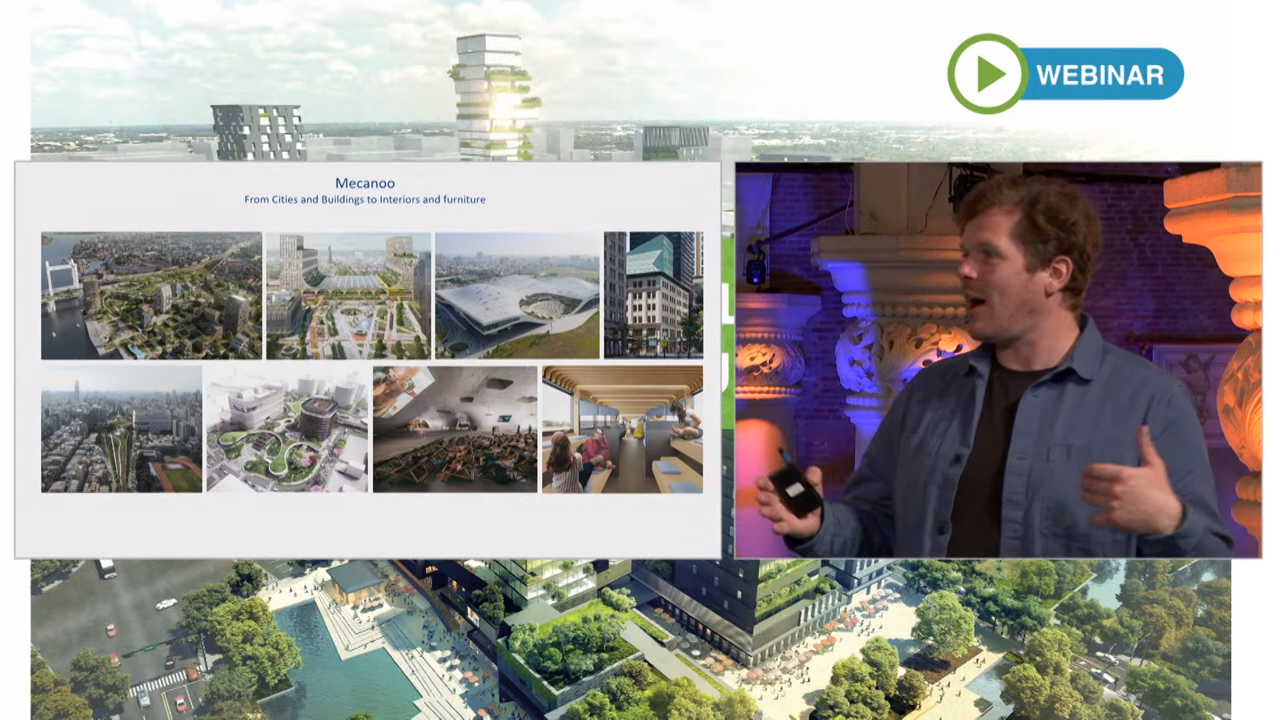 WEBINAR
Mecanoo
From Cities and Buildings to Interiors and furniture